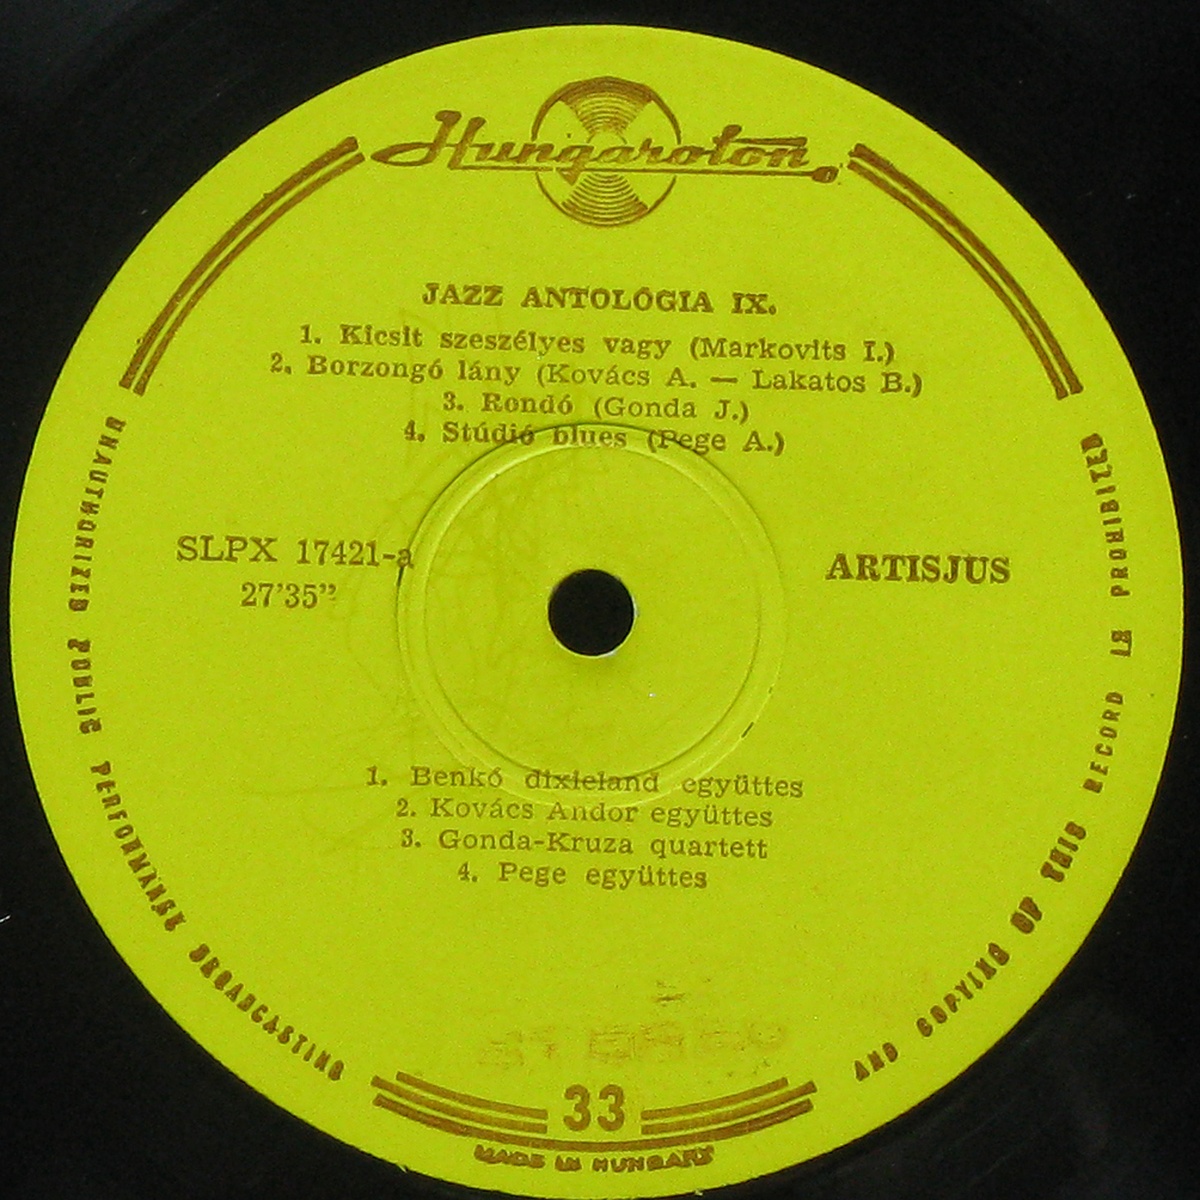 Hungaroton
JAZZ ANTOLÓGIA IX.
1. Kicsit szeszélyes vagy (Markovits I.)
2. Borzongó lány (Kovács A. — Lakatos B.)
3. Rondó (Gonda J.)
4. Stúdió blues (Pege A.)
SLPX 17421-a
27'35"
ARTISJUS
1. Benkó dixieland együttes
2. Kovács Andor együttes
3. Gonda-Kruza quartett
4. Pege együttes
33
MADE IN HUNGARY
UNAUTHORIZED PUBLIC PERFORMANSE BROADCASTING AND COPYING OF THIS RECORD IS PROHIBITED